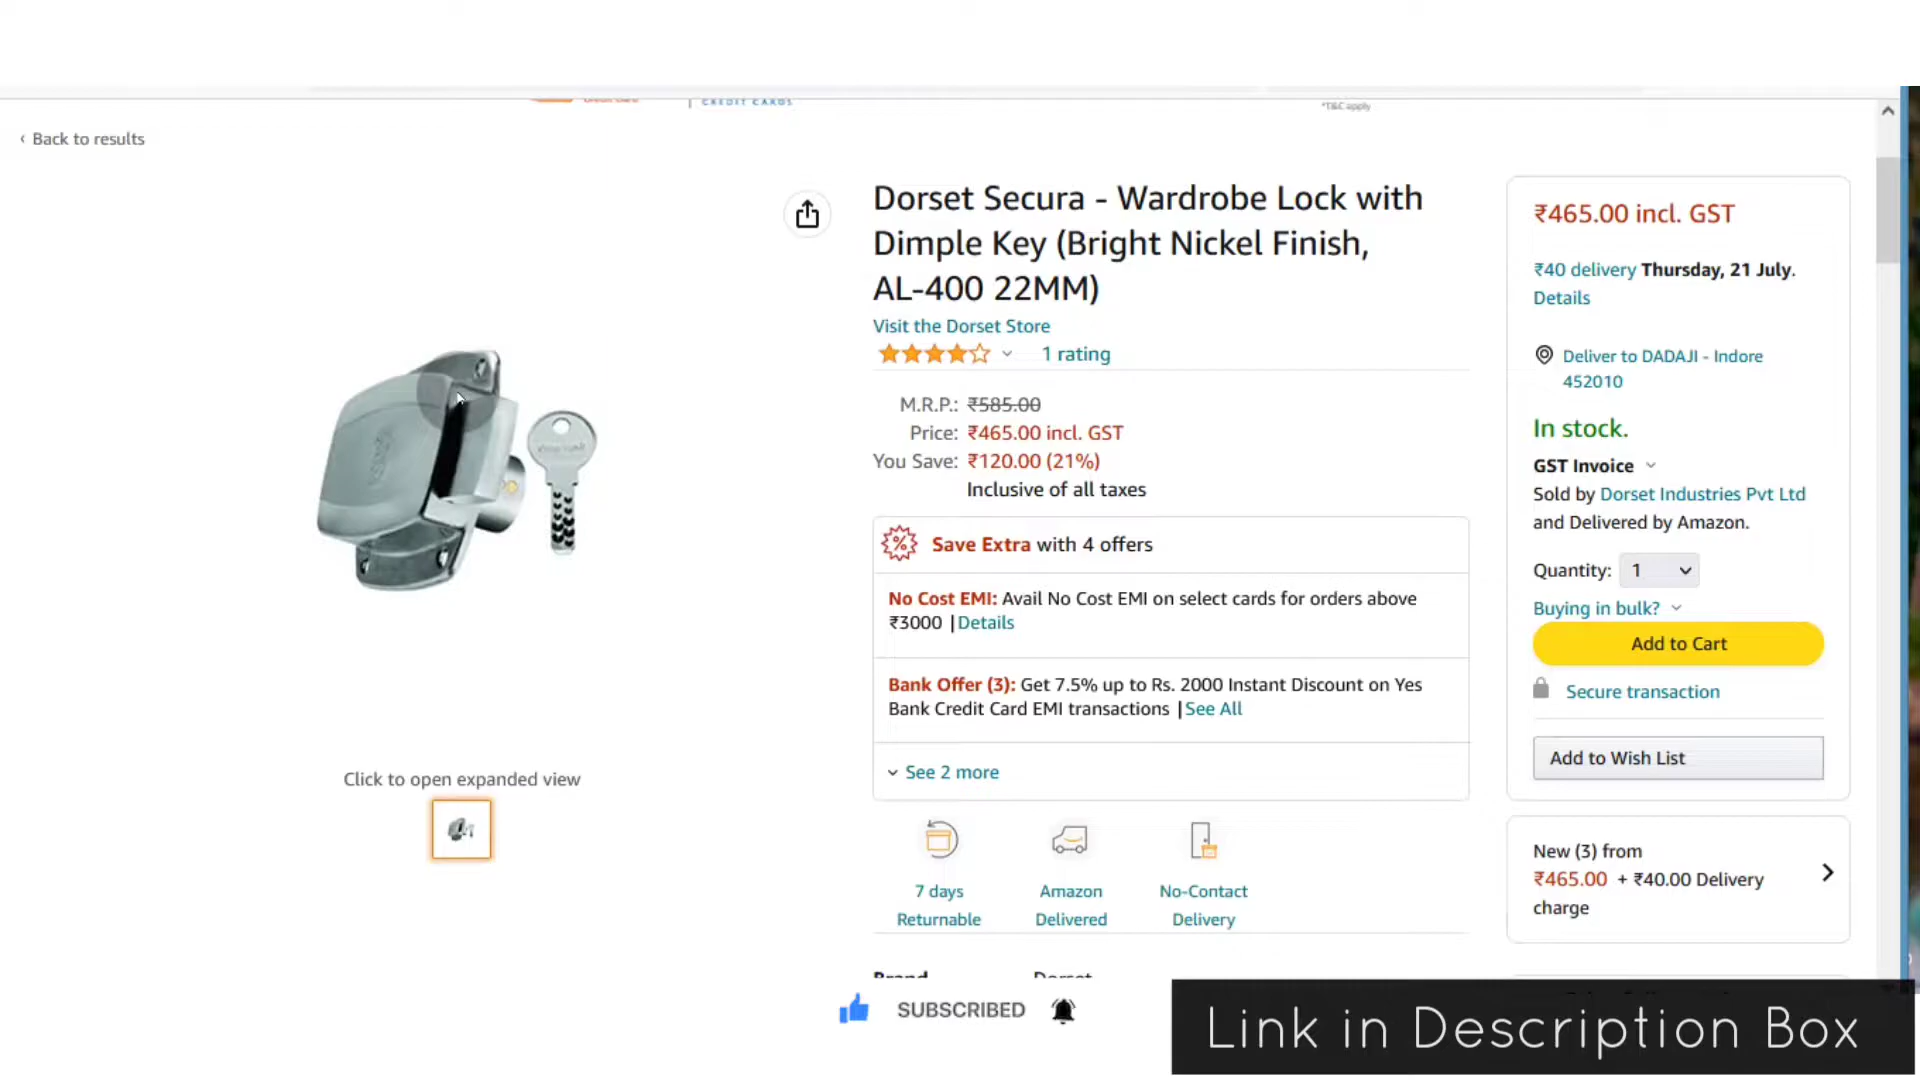 CREDIT CARDS
*T&C apply
‹ Back to results
Dorset Secura - Wardrobe Lock with
Dimple Key (Bright Nickel Finish,
AL-400 22MM)
Visit the Dorset Store
1 rating
M.R.P.: ₹585.00
Price: ₹465.00 incl. GST
You Save: ₹120.00 (21%)
Inclusive of all taxes
Save Extra with 4 offers
No Cost EMI: Avail No Cost EMI on select cards for orders above
₹3000 | Details
Bank Offer (3): Get 7.5% up to Rs. 2000 Instant Discount on Yes
Bank Credit Card EMI transactions | See All
See 2 more
7 days
Returnable
Amazon
Delivered
No-Contact
Delivery
Brand Dorset
Click to open expanded view
₹465.00 incl. GST
₹40 delivery Thursday, 21 July.
Details
Deliver to DADAJI - Indore
452010
In stock.
GST Invoice
Sold by Dorset Industries Pvt Ltd
and Delivered by Amazon.
Quantity: 1
Buying in bulk?
Add to Cart
Secure transaction
Add to Wish List
New (3) from
₹465.00 + ₹40.00 Delivery
charge
SUBSCRIBED
Link in Description Box